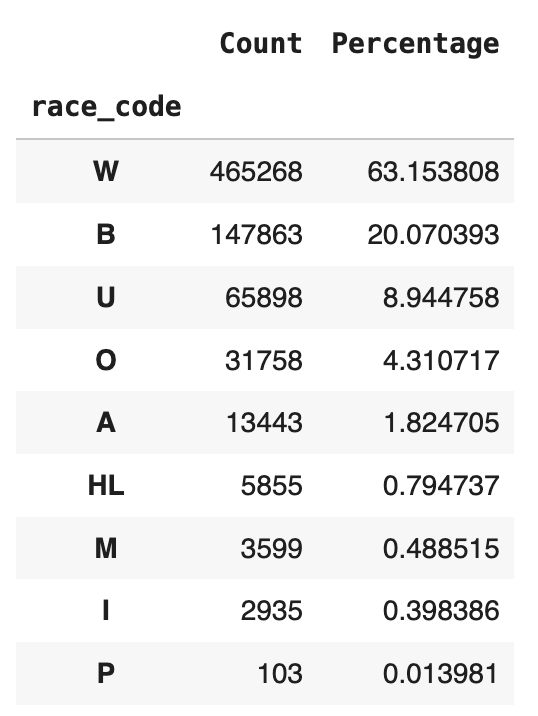 Count Percentage
race_code
W 465268 63.153808
B 147863 20.070393
U 65898 8.944758
O 31758 4.310717
A 13443 1.824705
HL 5855 0.794737
M 3599 0.488515
I 2935 0.398386
P 103 0.013981